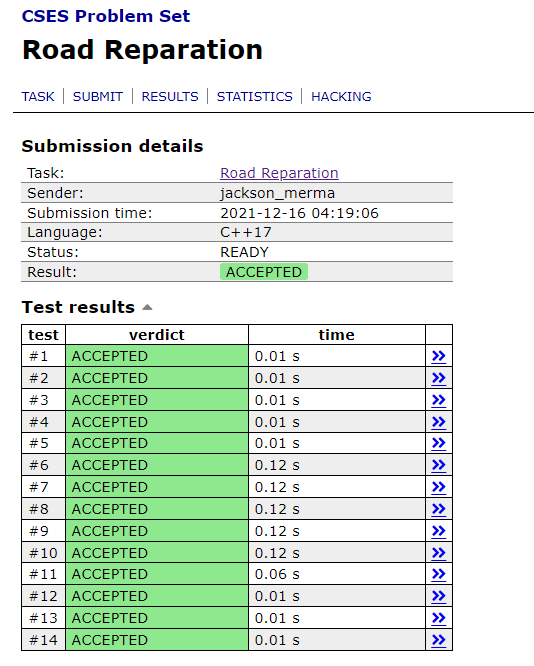 CSES Problem Set
Road Reparation
TASK | SUBMIT | RESULTS | STATISTICS | HACKING
Submission details
Task: Road Reparation
Sender: jackson_merma
Submission time: 2021-12-16 04:19:06
Language: C++17
Status: READY
Result: ACCEPTED
Test results
test verdict time
#1 ACCEPTED 0.01 s »
#2 ACCEPTED 0.01 s »
#3 ACCEPTED 0.01 s »
#4 ACCEPTED 0.01 s »
#5 ACCEPTED 0.01 s »
#6 ACCEPTED 0.12 s »
#7 ACCEPTED 0.12 s »
#8 ACCEPTED 0.12 s »
#9 ACCEPTED 0.12 s »
#10 ACCEPTED 0.12 s »
#11 ACCEPTED 0.06 s »
#12 ACCEPTED 0.01 s »
#13 ACCEPTED 0.01 s »
#14 ACCEPTED 0.01 s »